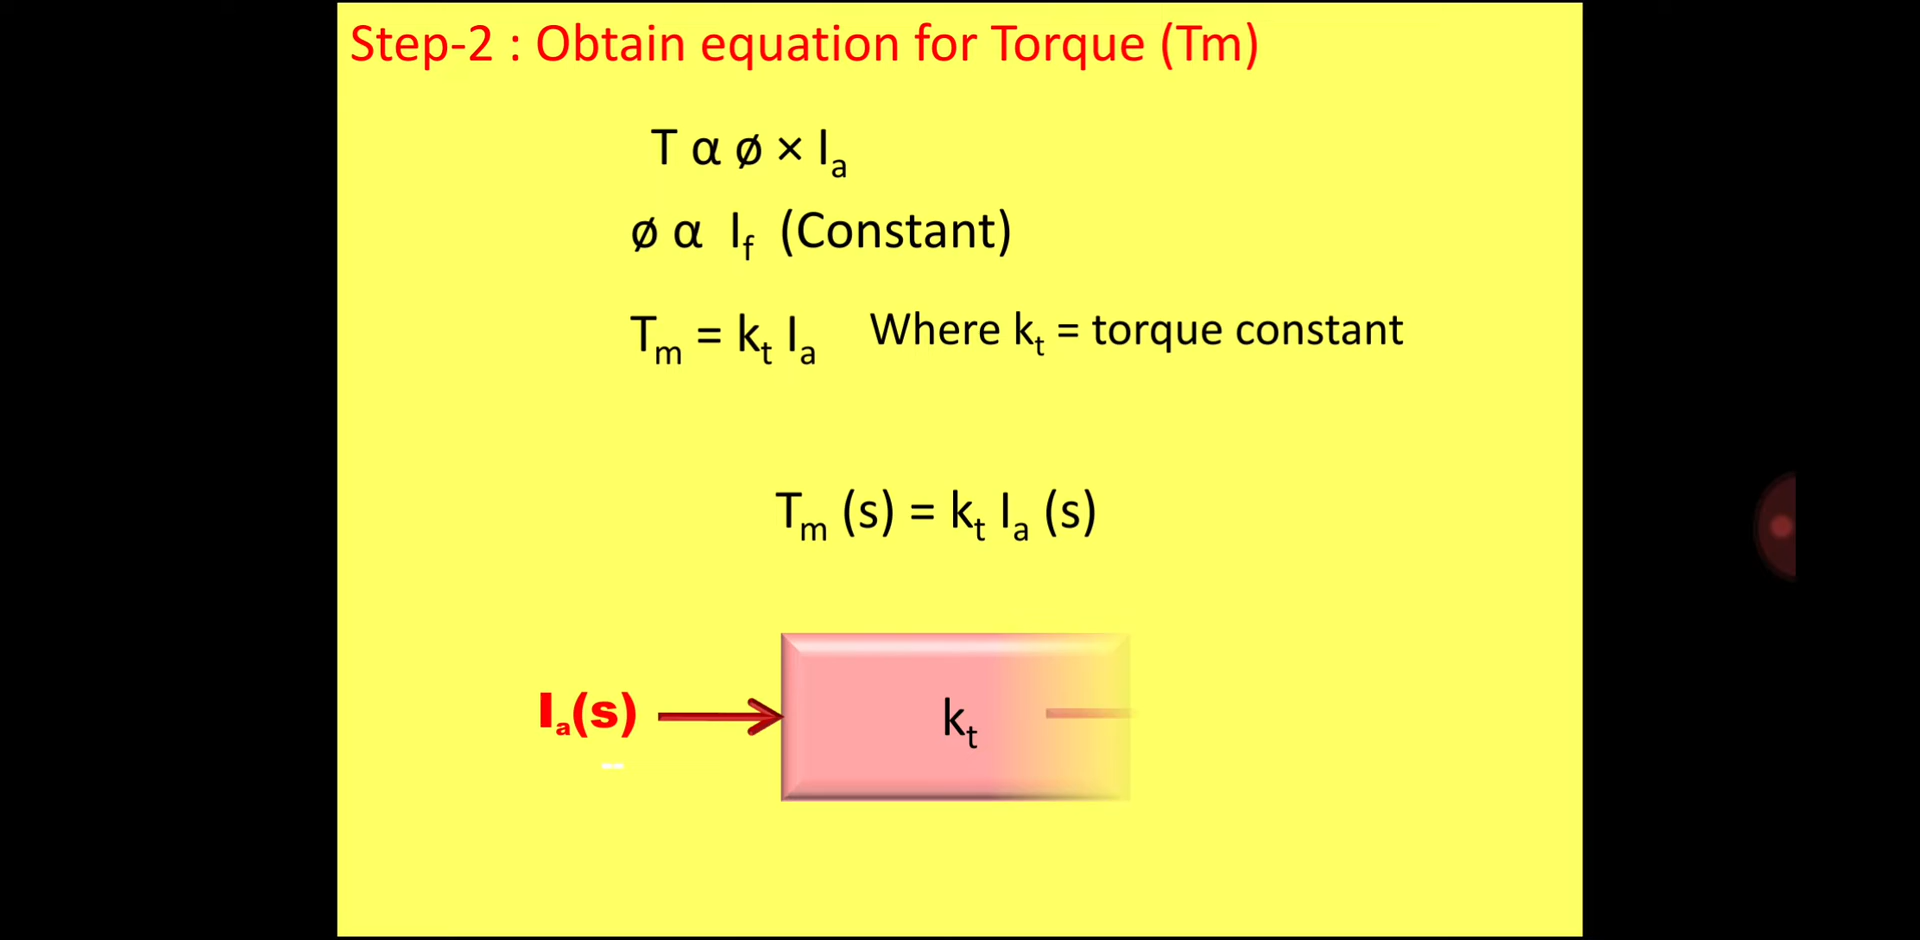 Step-2 : Obtain equation for Torque (Tm)
T α ø × Iₐ
ø α I_f (Constant)
Tₘ = kₜ Iₐ Where kₜ = torque constant
Tₘ (s) = kₜ Iₐ (s)
Iₐ(s) kₜ